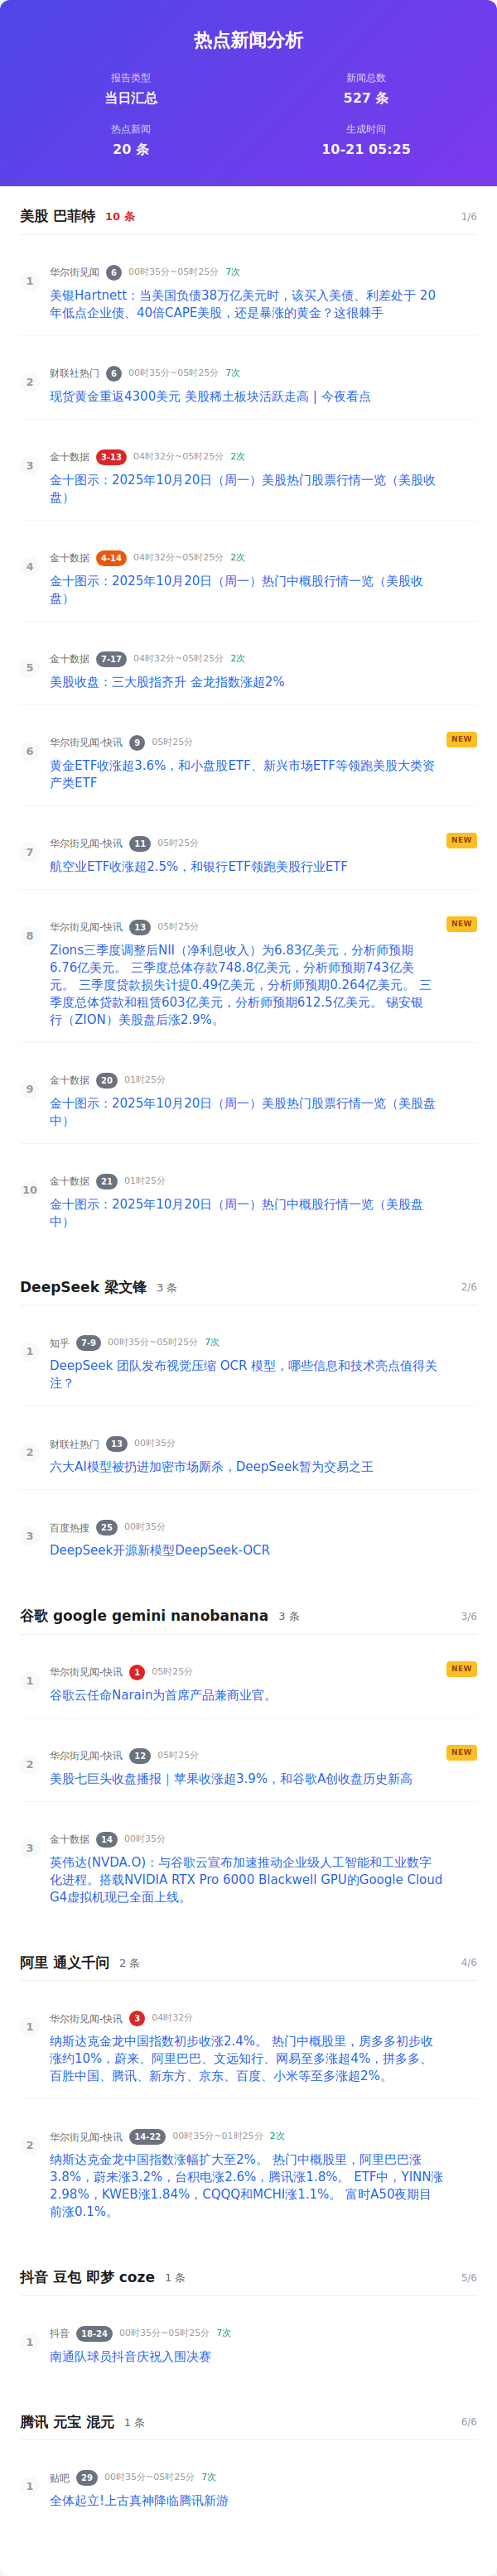 热点新闻分析
报告类型
当日汇总
新闻总数
527 条
热点新闻
20 条
生成时间
10-21 05:25
美股 巴菲特 10 条 1/6
1
华尔街见闻 6 00时35分~05时25分 7次
美银Hartnett：当美国负债38万亿美元时，该买入美债、利差处于 20
年低点企业债、40倍CAPE美股，还是暴涨的黄金？这很棘手
2
财联社热门 6 00时35分~05时25分 7次
现货黄金重返4300美元 美股稀土板块活跃走高 | 今夜看点
3
金十数据 3-13 04时32分~05时25分 2次
金十图示：2025年10月20日（周一）美股热门股票行情一览（美股收
盘）
4
金十数据 4-14 04时32分~05时25分 2次
金十图示：2025年10月20日（周一）热门中概股行情一览（美股收
盘）
5
金十数据 7-17 04时32分~05时25分 2次
美股收盘：三大股指齐升 金龙指数涨超2%
6
华尔街见闻-快讯 9 05时25分 NEW
黄金ETF收涨超3.6%，和小盘股ETF、新兴市场ETF等领跑美股大类资
产类ETF
7
华尔街见闻-快讯 11 05时25分 NEW
航空业ETF收涨超2.5%，和银行ETF领跑美股行业ETF
8
华尔街见闻-快讯 13 05时25分 NEW
Zions三季度调整后NII（净利息收入）为6.83亿美元，分析师预期
6.76亿美元。 三季度总体存款748.8亿美元，分析师预期743亿美
元。 三季度贷款损失计提0.49亿美元，分析师预期0.264亿美元。 三
季度总体贷款和租赁603亿美元，分析师预期612.5亿美元。 锡安银
行（ZION）美股盘后涨2.9%。
9
金十数据 20 01时25分
金十图示：2025年10月20日（周一）美股热门股票行情一览（美股盘
中）
10
金十数据 21 01时25分
金十图示：2025年10月20日（周一）热门中概股行情一览（美股盘
中）
DeepSeek 梁文锋 3 条 2/6
1
知乎 7-9 00时35分~05时25分 7次
DeepSeek 团队发布视觉压缩 OCR 模型，哪些信息和技术亮点值得关
注？
2
财联社热门 13 00时35分
六大AI模型被扔进加密市场厮杀，DeepSeek暂为交易之王
3
百度热搜 25 00时35分
DeepSeek开源新模型DeepSeek-OCR
谷歌 google gemini nanobanana 3 条 3/6
1
华尔街见闻-快讯 1 05时25分 NEW
谷歌云任命Narain为首席产品兼商业官。
2
华尔街见闻-快讯 12 05时25分 NEW
美股七巨头收盘播报｜苹果收涨超3.9%，和谷歌A创收盘历史新高
3
金十数据 14 00时35分
英伟达(NVDA.O)：与谷歌云宣布加速推动企业级人工智能和工业数字
化进程。搭载NVIDIA RTX Pro 6000 Blackwell GPU的Google Cloud
G4虚拟机现已全面上线。
阿里 通义千问 2 条 4/6
1
华尔街见闻-快讯 3 04时32分
纳斯达克金龙中国指数初步收涨2.4%。 热门中概股里，房多多初步收
涨约10%，蔚来、阿里巴巴、文远知行、网易至多涨超4%，拼多多、
百胜中国、腾讯、新东方、京东、百度、小米等至多涨超2%。
2
华尔街见闻-快讯 14-22 00时35分~01时25分 2次
纳斯达克金龙中国指数涨幅扩大至2%。 热门中概股里，阿里巴巴涨
3.8%，蔚来涨3.2%，台积电涨2.6%，腾讯涨1.8%。 ETF中，YINN涨
2.98%，KWEB涨1.84%，CQQQ和MCHI涨1.1%。 富时A50夜期目
前涨0.1%。
抖音 豆包 即梦 coze 1 条 5/6
1
抖音 18-24 00时35分~05时25分 7次
南通队球员抖音庆祝入围决赛
腾讯 元宝 混元 1 条 6/6
1
贴吧 29 00时35分~05时25分 7次
全体起立!上古真神降临腾讯新游